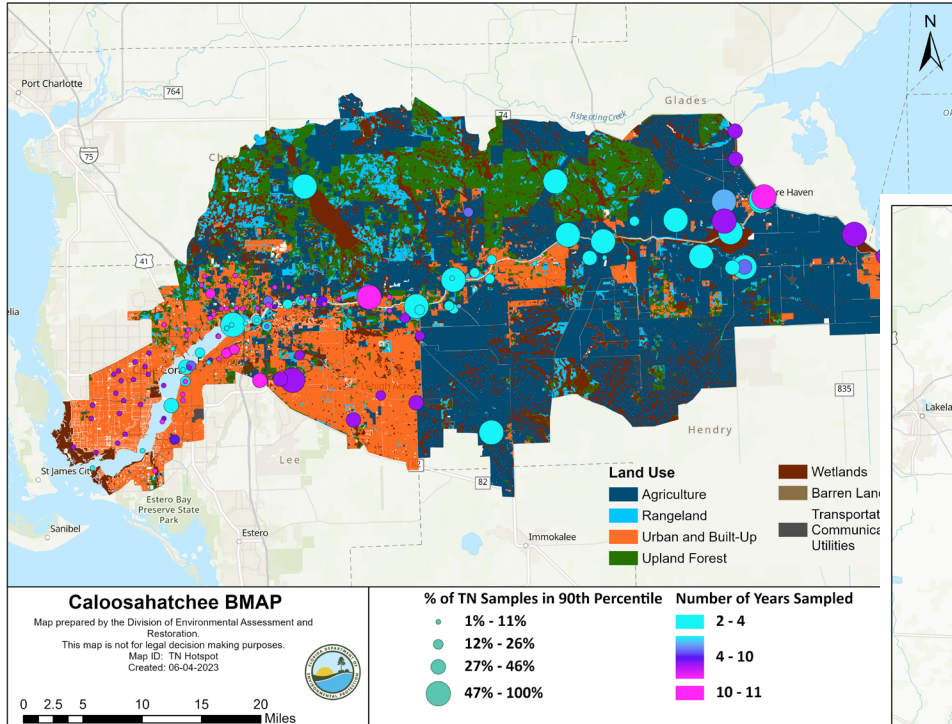 N
Port Charlotte
764
74
Fisheating Creek
Glades
75
41
re Haven
835
Lakela
Hendry
Lee
82
St James City
Estero Bay
Preserve State
Park
Sanibel
Estero
Immokalee
Land Use
Agriculture
Rangeland
Urban and Built-Up
Upland Forest
Wetlands
Barren Lan
Transportat
Communica
Utilities
Caloosahatchee BMAP
Map prepared by the Division of Environmental Assessment and
Restoration.
This map is not for legal decision making purposes.
Map ID: TN Hotspot
Created: 06-04-2023
0 2.5 5 10 15 20
Miles
% of TN Samples in 90th Percentile
1% - 11%
12% - 26%
27% - 46%
47% - 100%
Number of Years Sampled
2 - 4
4 - 10
10 - 11